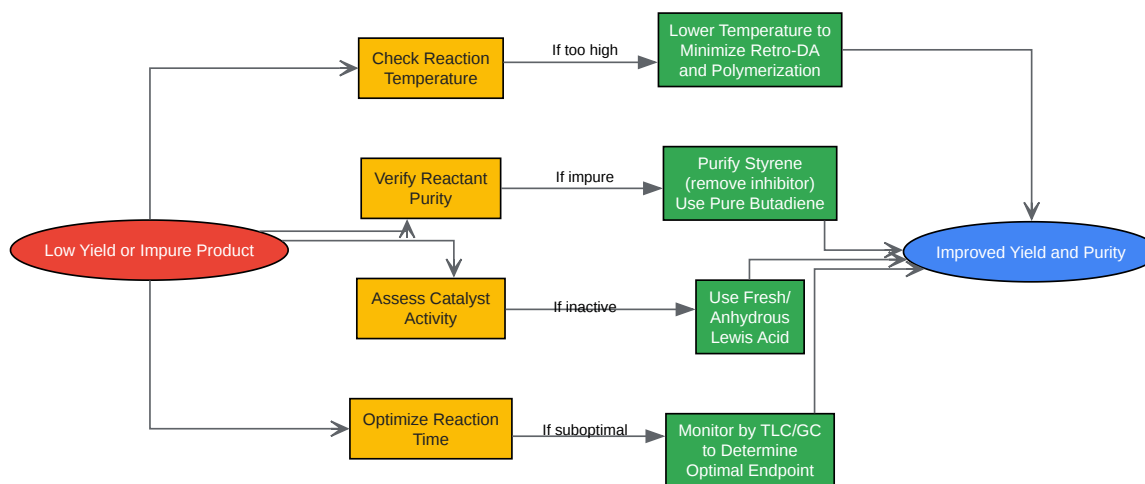 Low Yield or Impure Product
Check Reaction
Temperature
If too high
Lower Temperature to
Minimize Retro-DA
and Polymerization
Verify Reactant
Purity
If impure
Purify Styrene
(remove inhibitor)
Use Pure Butadiene
Assess Catalyst
Activity
If inactive
Use Fresh/
Anhydrous
Lewis Acid
Optimize Reaction
Time
If suboptimal
Monitor by TLC/GC
to Determine
Optimal Endpoint
Improved Yield and Purity